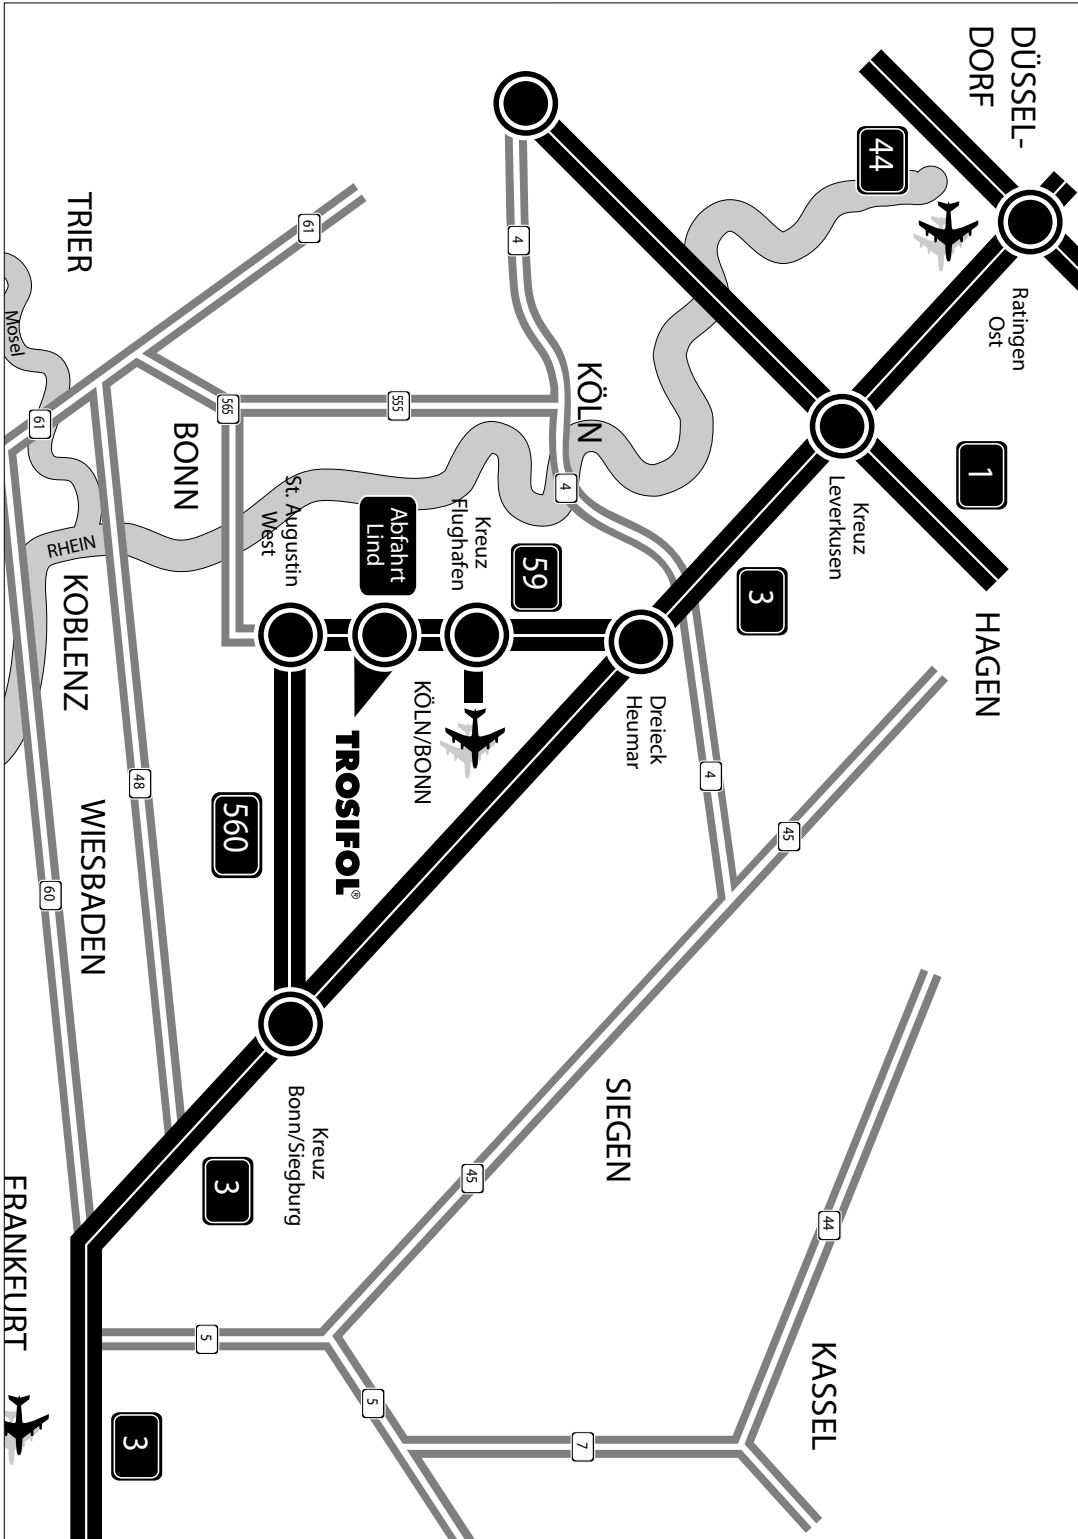 DÜSSEL-
DORF
44
Ratingen
Ost
1
HAGEN
Kreuz
Leverkusen
3
KÖLN
4
4
4
59
Kreuz
Flughafen
Dreieck
Heumar
KÖLN/BONN
Abfahrt
Lind
TROSIFOL®
St. Augustin
West
560
BONN
555
565
61
TRIER
Mosel
61
RHEIN
KOBLENZ
48
WIESBADEN
60
Kreuz
Bonn/Siegburg
3
45
45
SIEGEN
44
KASSEL
7
5
5
FRANKFURT
3